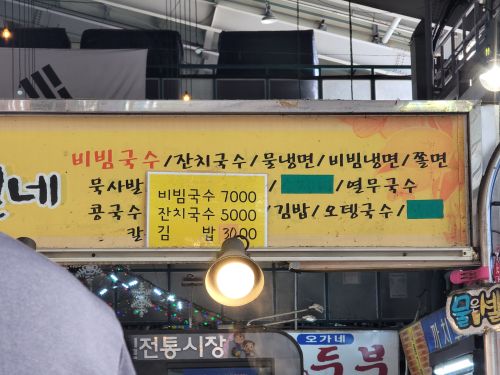 비빔국수/잔치국수/물냉면/비빔냉면/쫄면
네
묵사발 / /열무국수
비빔국수 7000
콩국수 /김밥/오뎅국수/
잔치국수 5000
칼
김 밥 3000
전통시장
오가네
두부